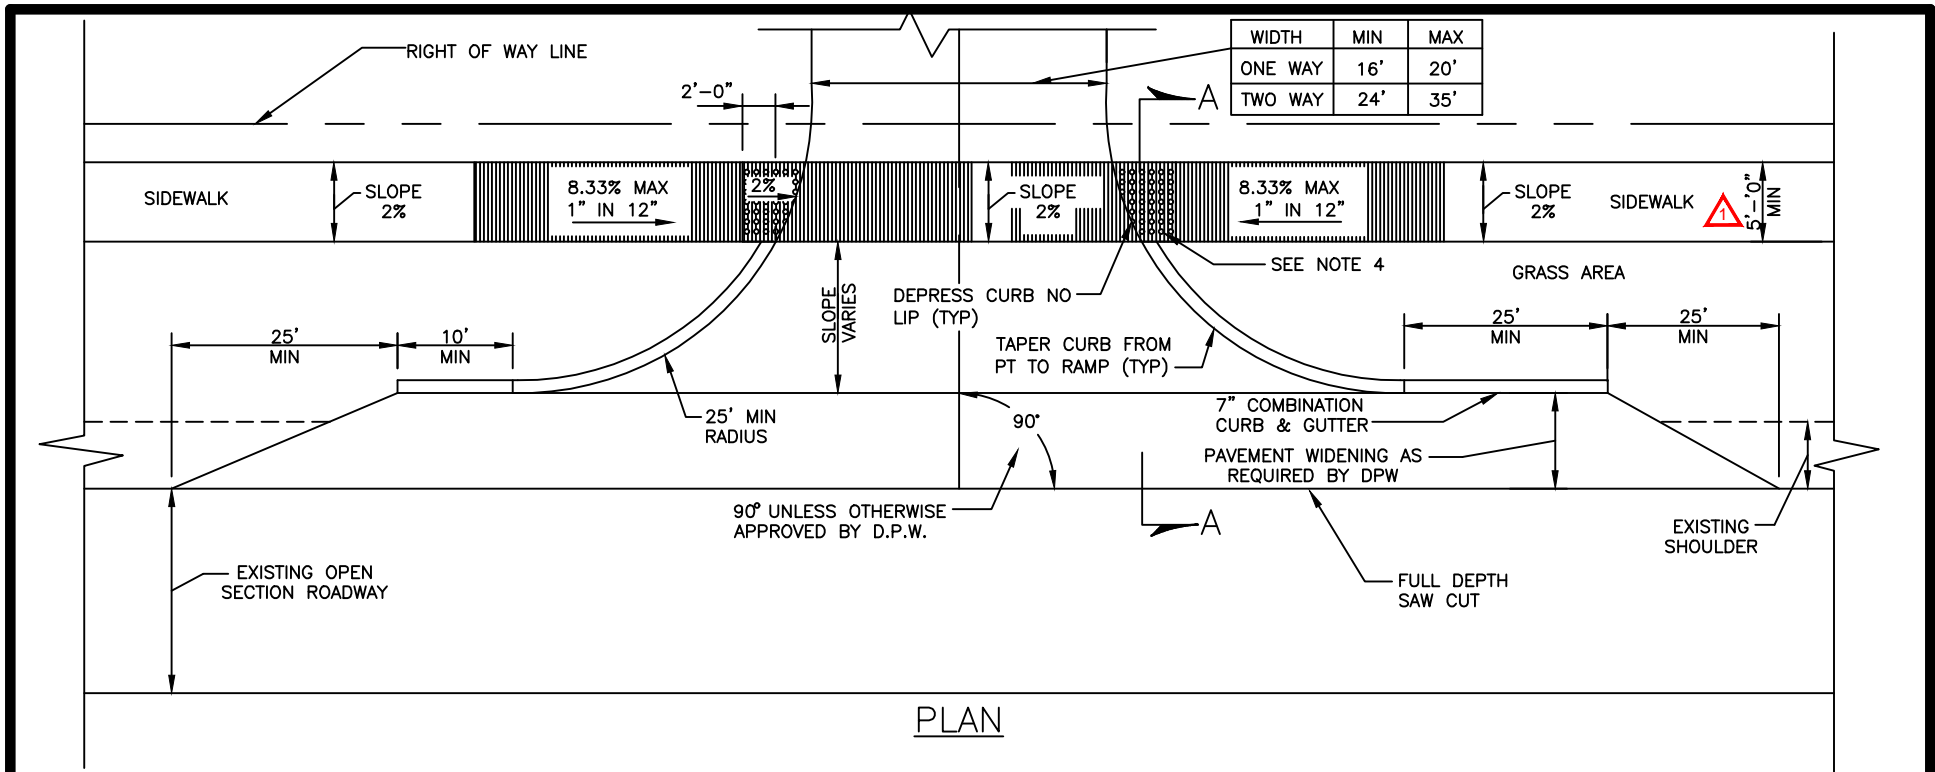 RIGHT OF WAY LINE
WIDTH MIN MAX
ONE WAY 16' 20'
TWO WAY 24' 35'
2'-0"
A
SIDEWALK
SLOPE
2%
8.33% MAX
1" IN 12"
2%
SLOPE
2%
8.33% MAX
1" IN 12"
SLOPE
2%
SIDEWALK
1
5'-'0"
MIN
SEE NOTE 4
GRASS AREA
DEPRESS CURB NO
LIP (TYP)
SLOPE
VARIES
25'
MIN
10'
MIN
TAPER CURB FROM
PT TO RAMP (TYP)
25'
MIN
25'
MIN
25' MIN
RADIUS
90°
7" COMBINATION
CURB & GUTTER
PAVEMENT WIDENING AS
REQUIRED BY DPW
90° UNLESS OTHERWISE
APPROVED BY D.P.W.
A
EXISTING
SHOULDER
EXISTING OPEN
SECTION ROADWAY
FULL DEPTH
SAW CUT
PLAN